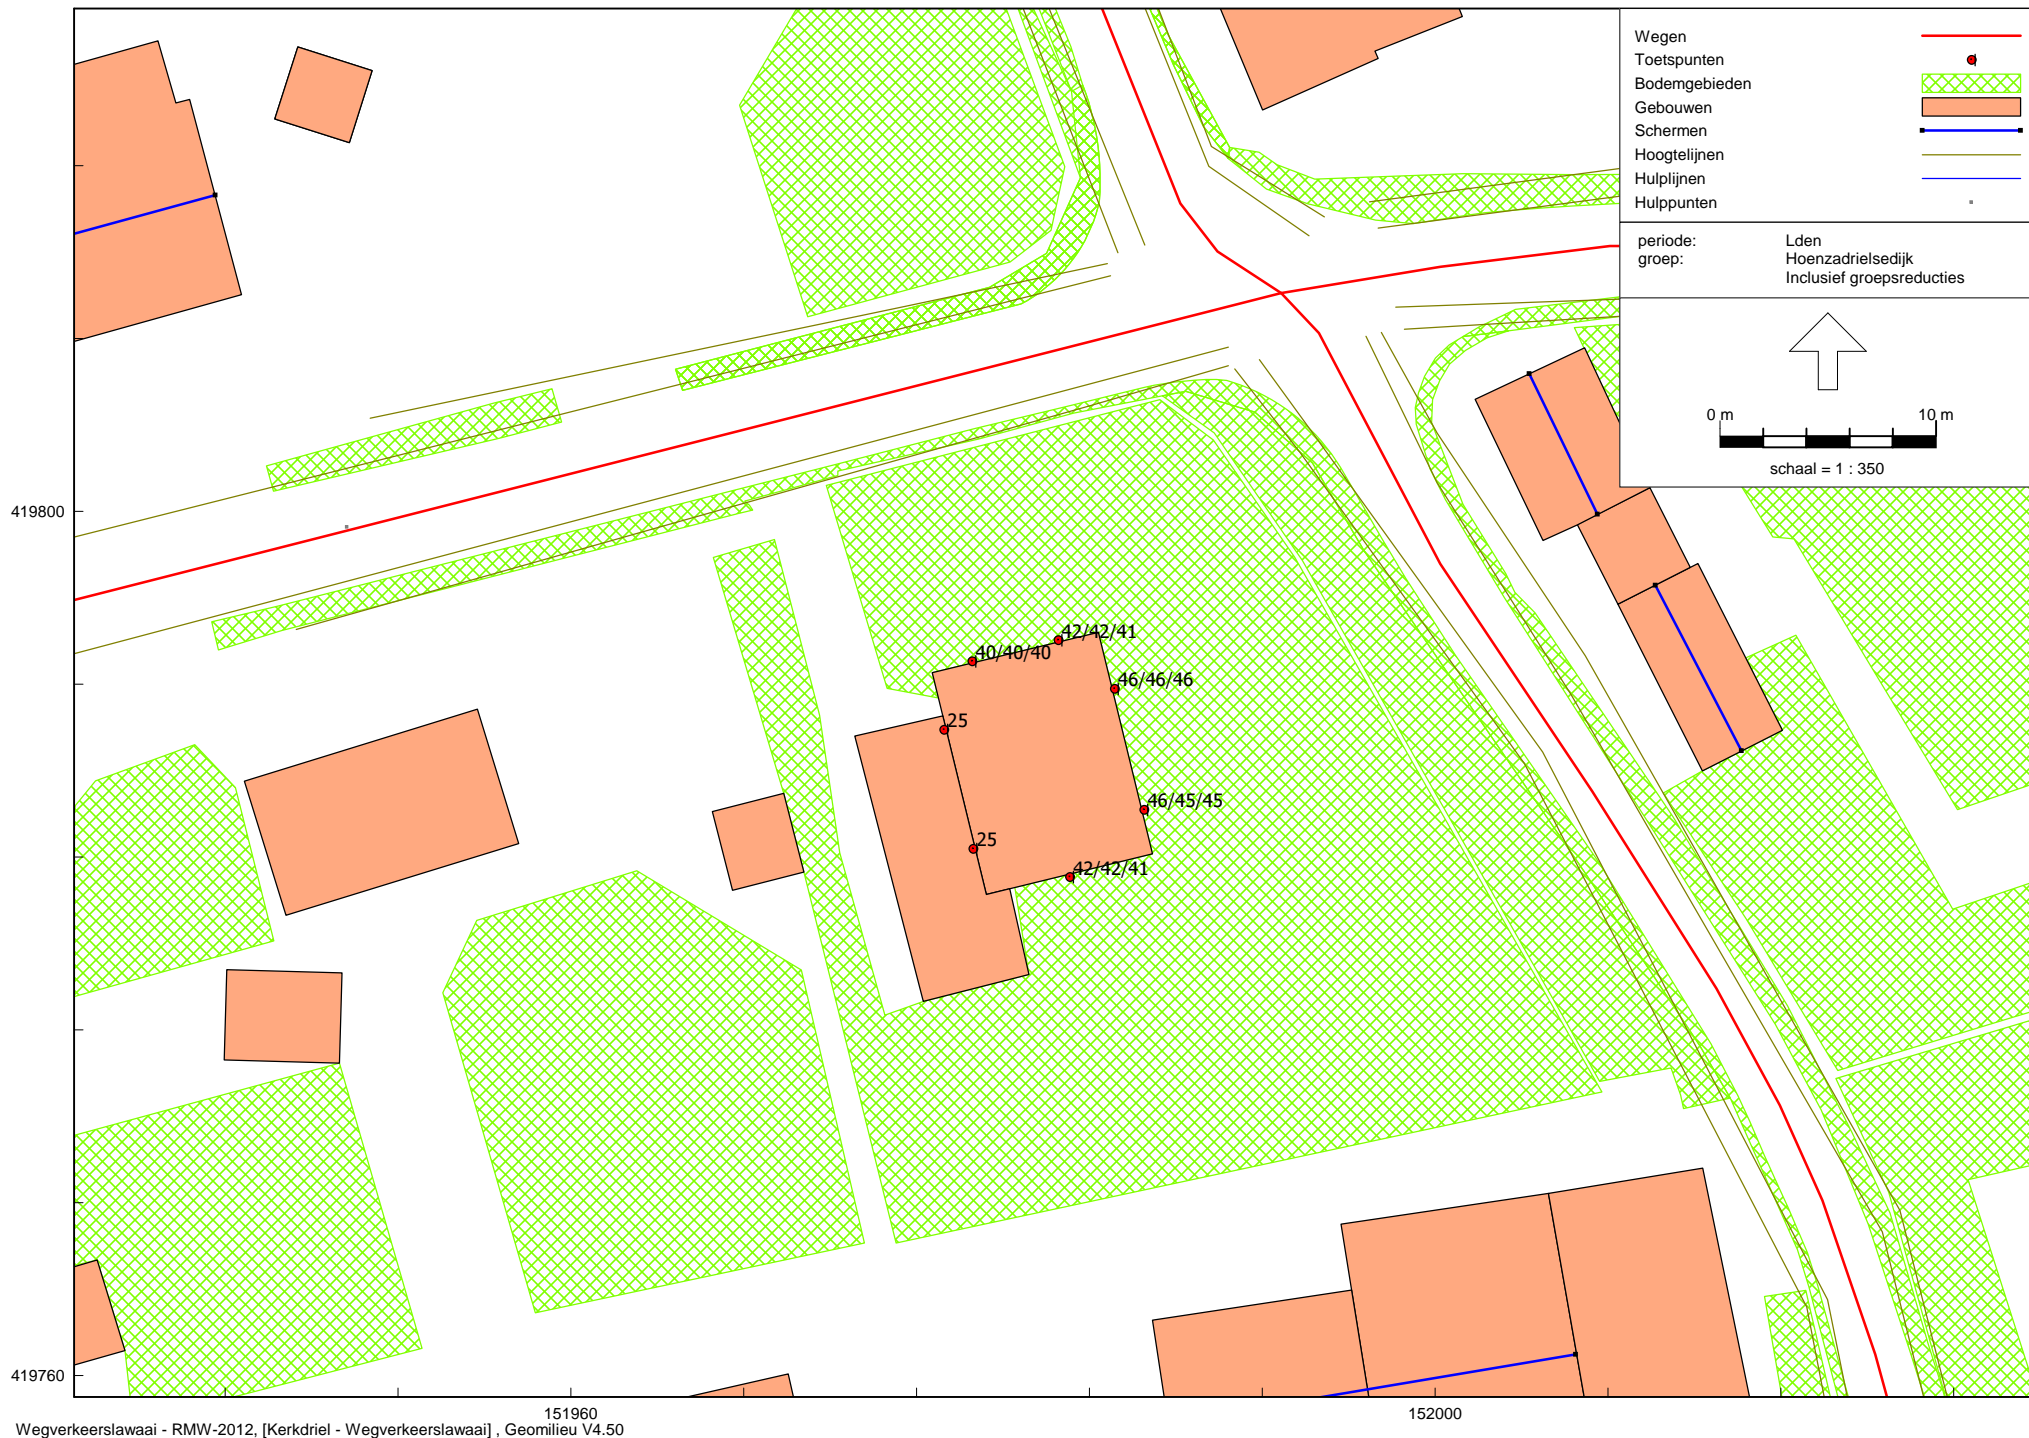 Wegen
Toetspunten
Bodemgebieden
Gebouwen
Schermen
Hoogtelijnen
Hulplijnen
Hulppunten
periode: Lden
groep: Hoenzadrielsedijk
Inclusief groepsreducties
0 m 10 m
schaal = 1 : 350
419800
42/42/41
40/40/40
46/46/46
25
46/45/45
25
42/42/41
419760
151960 152000
Wegverkeerslawaai - RMW-2012, [Kerkdriel - Wegverkeerslawaai] , Geomilieu V4.50